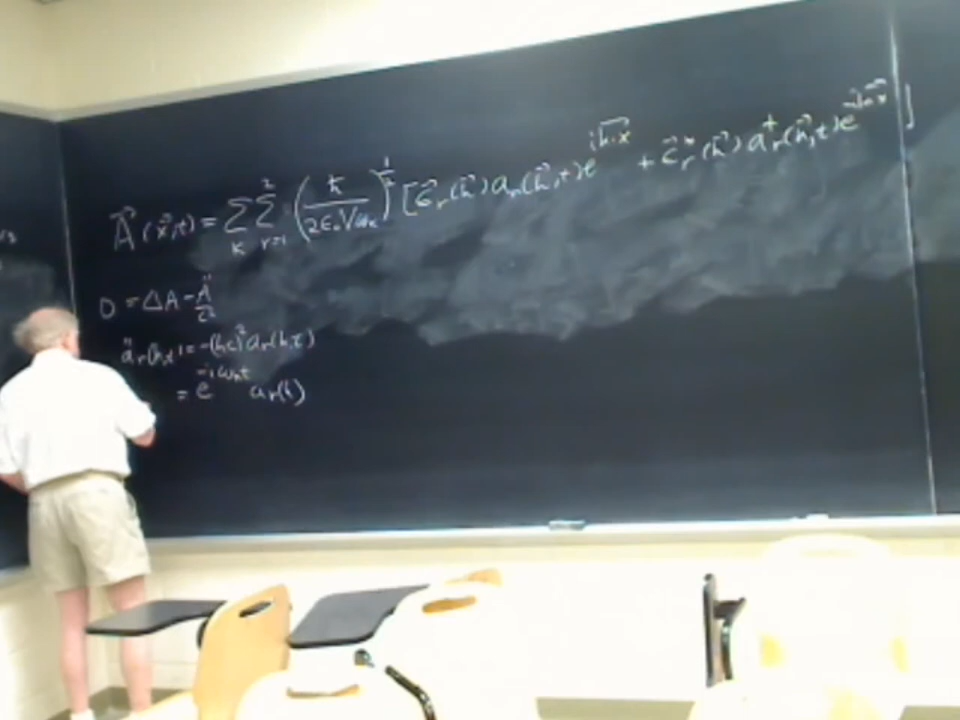 A⃗(x⃗,t) = Σ_K Σ_{r=1}^{2} (ħ / 2ε₀Vω_k)^{1/2} [ε⃗_r(k⃗) a_r(k⃗,t) e^{ik⃗·x⃗} + ε⃗_r*(k⃗) a_r^+(k⃗,t) e^{-ik⃗·x⃗}]
0 = ΔA - Ä/c²
ä_r(k,t) = -(kc)² a_r(k,t)
= e^{-iω_k t} a_r(k)